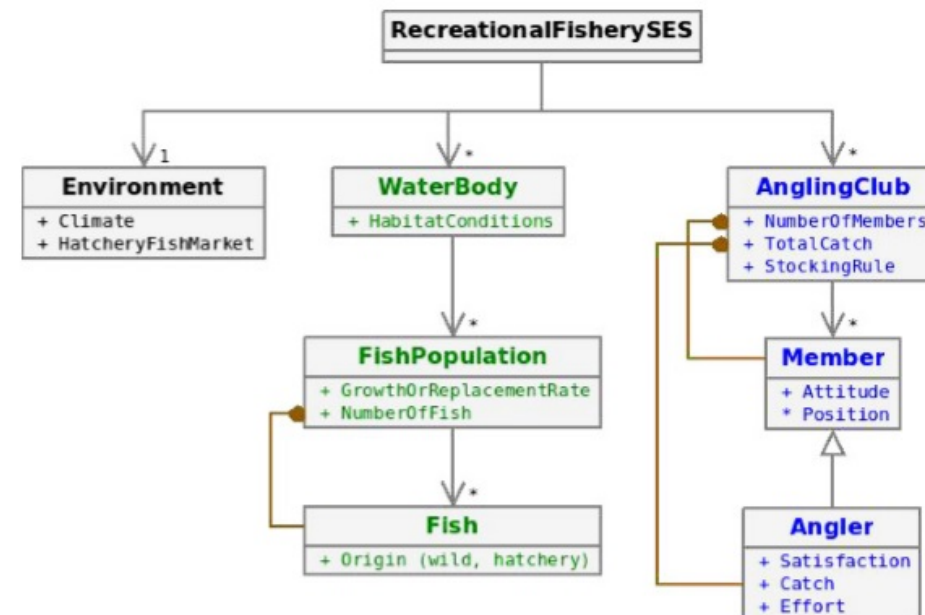 RecreationalFisherySES
1
*
*
Environment
+ Climate
+ HatcheryFishMarket
WaterBody
+ HabitatConditions
AnglingClub
+ NumberOfMembers
+ TotalCatch
+ StockingRule
*
*
FishPopulation
+ GrowthOrReplacementRate
+ NumberOfFish
Member
+ Attitude
* Position
*
Fish
+ Origin (wild, hatchery)
Angler
+ Satisfaction
+ Catch
+ Effort